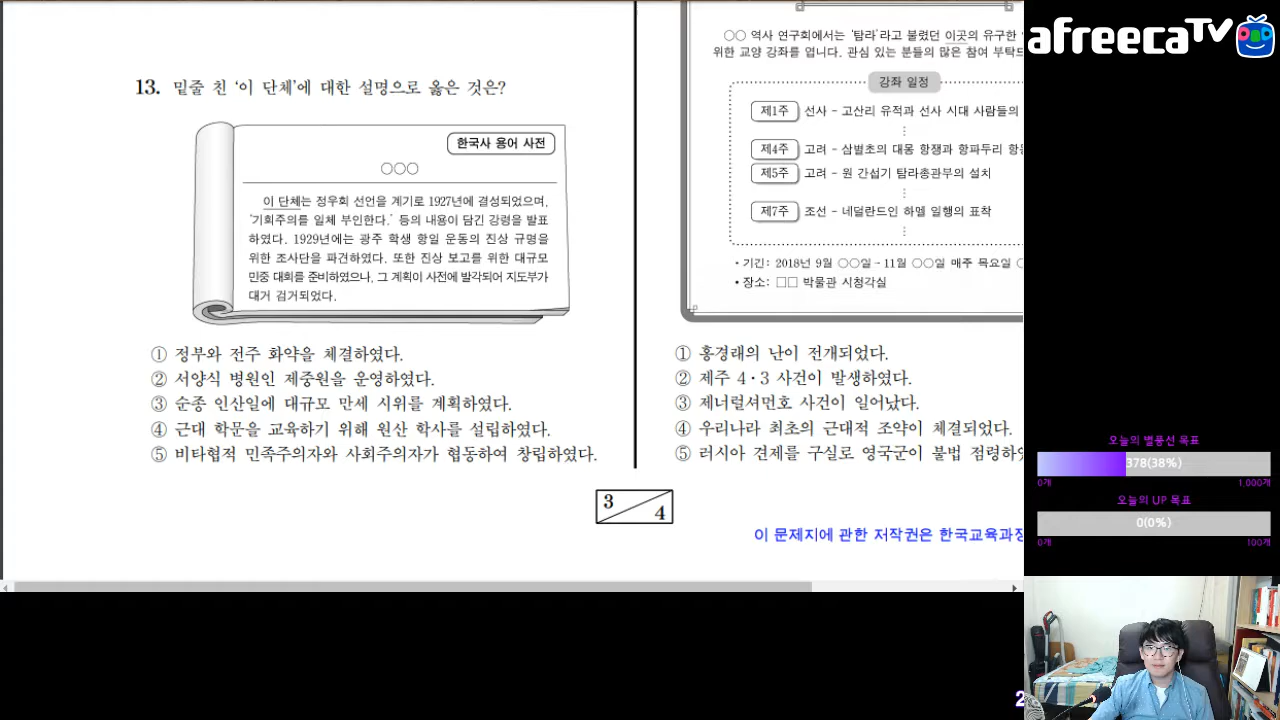 13. 밑줄 친 '이 단체'에 대한 설명으로 옳은 것은?
한국사 용어 사전
○○○
이 단체는 정우회 선언을 계기로 1927년에 결성되었으며,
'기회주의를 일체 부인한다.' 등의 내용이 담긴 강령을 발표
하였다. 1929년에는 광주 학생 항일 운동의 진상 규명을
위한 조사단을 파견하였다. 또한 진상 보고를 위한 대규모
민중 대회를 준비하였으나, 그 계획이 사전에 발각되어 지도부가
대거 검거되었다.
① 정부와 전주 화약을 체결하였다.
② 서양식 병원인 제중원을 운영하였다.
③ 순종 인산일에 대규모 만세 시위를 계획하였다.
④ 근대 학문을 교육하기 위해 원산 학사를 설립하였다.
⑤ 비타협적 민족주의자와 사회주의자가 협동하여 창립하였다.
3
4
○○ 역사 연구회에서는 '탐라'라고 불렸던 이곳의 유구한
위한 교양 강좌를 엽니다. 관심 있는 분들의 많은 참여 부탁드
강좌 일정
제1주 선사 - 고산리 유적과 선사 시대 사람들의
제4주 고려 - 삼별초의 대몽 항쟁과 항파두리 항
제5주 고려 - 원 간섭기 탐라총관부의 설치
제7주 조선 - 네덜란드인 하멜 일행의 표착
• 기간: 2018년 9월 ○○일 - 11월 ○○일 매주 목요일
• 장소: □□ 박물관 시청각실
① 홍경래의 난이 전개되었다.
② 제주 4·3 사건이 발생하였다.
③ 제너럴셔먼호 사건이 일어났다.
④ 우리나라 최초의 근대적 조약이 체결되었다.
⑤ 러시아 견제를 구실로 영국군이 불법 점령하였
이 문제지에 관한 저작권은 한국교육과정
afreecaTV
오늘의 별풍선 목표
378(38%)
0개 1,000개
오늘의 UP 목표
0(0%)
0개 100개
2